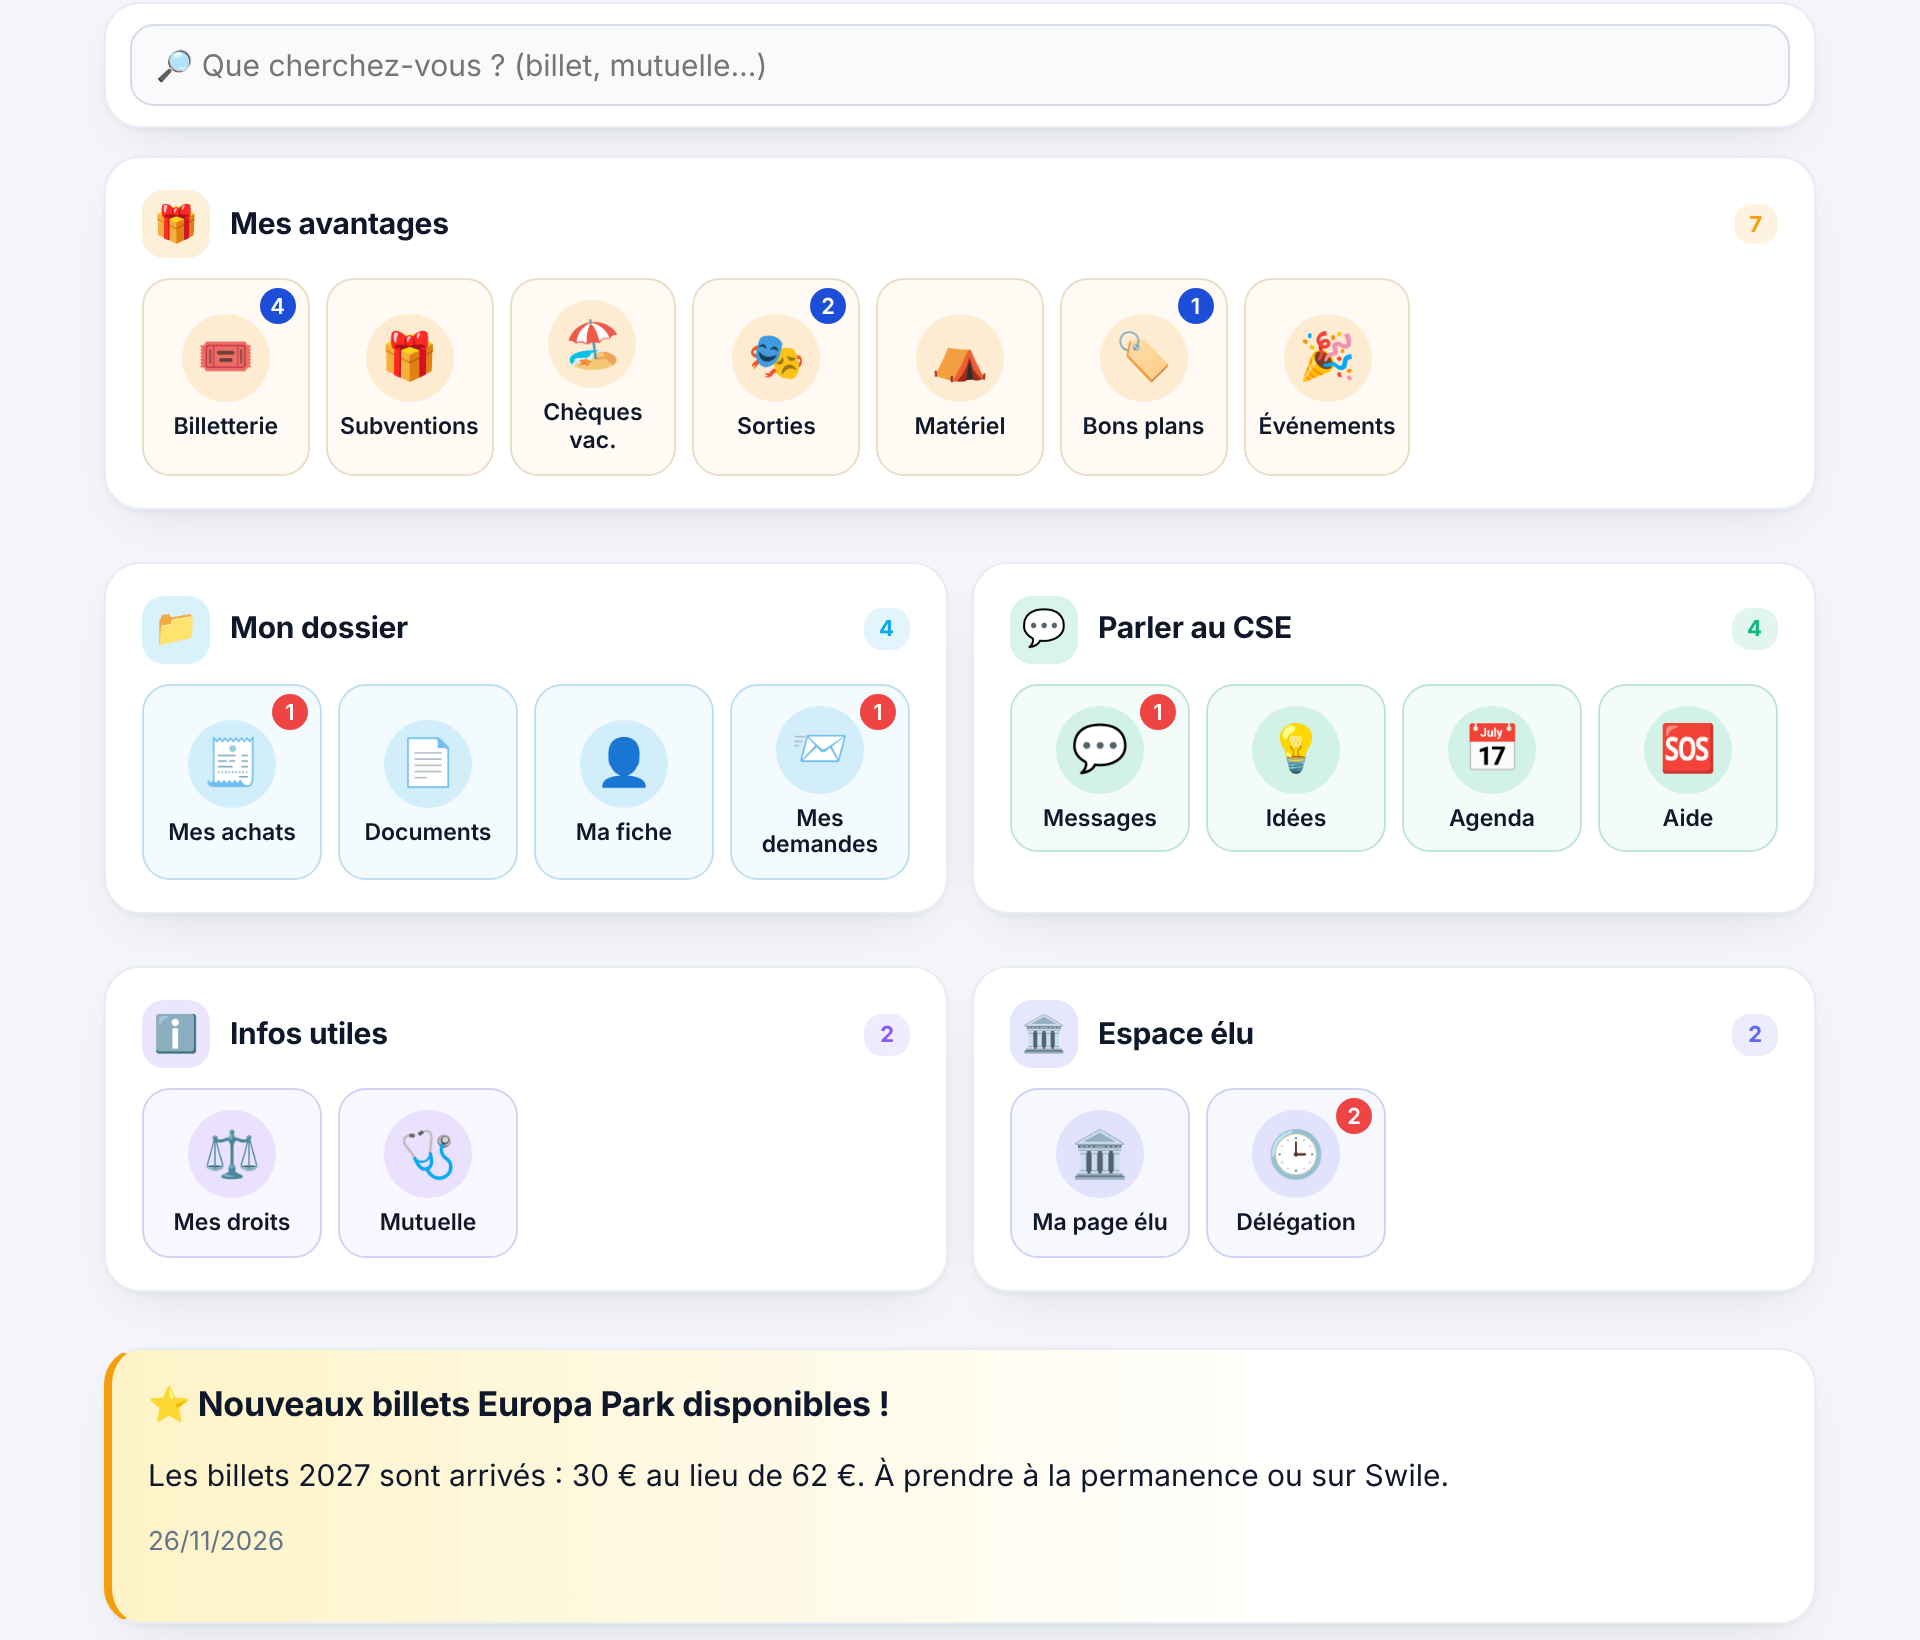 🔎 Que cherchez-vous ? (billet, mutuelle...)
Mes avantages
7
4
Billetterie
Subventions
Chèques
vac.
2
Sorties
Matériel
1
Bons plans
Événements
Mon dossier
4
1
Mes achats
Documents
Ma fiche
1
Mes
demandes
Parler au CSE
4
1
Messages
Idées
July
17
Agenda
SOS
Aide
Infos utiles
2
Mes droits
Mutuelle
Espace élu
2
Ma page élu
2
Délégation
⭐ Nouveaux billets Europa Park disponibles !
Les billets 2027 sont arrivés : 30 € au lieu de 62 €. À prendre à la permanence ou sur Swile.
26/11/2026